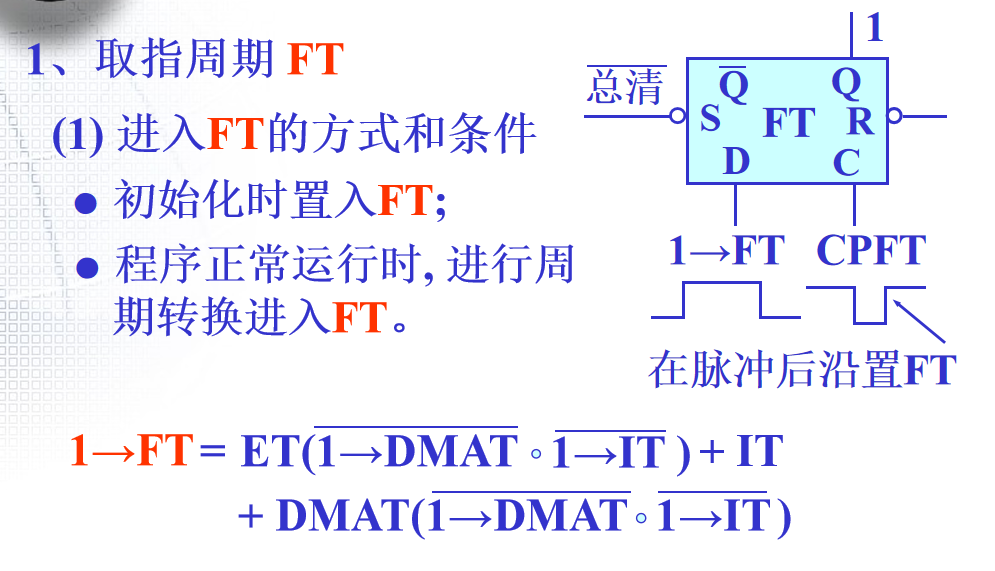 1、取指周期 FT
(1) 进入FT的方式和条件
● 初始化时置入FT;
● 程序正常运行时, 进行周
期转换进入FT。
1
总清
Q̅ Q
S FT R
D C
1→FT CPFT
在脉冲后沿置FT
1→FT = ET(\overline{1→DMAT} ∘ \overline{1→IT} ) + IT
+ DMAT(\overline{1→DMAT} ∘ \overline{1→IT} )